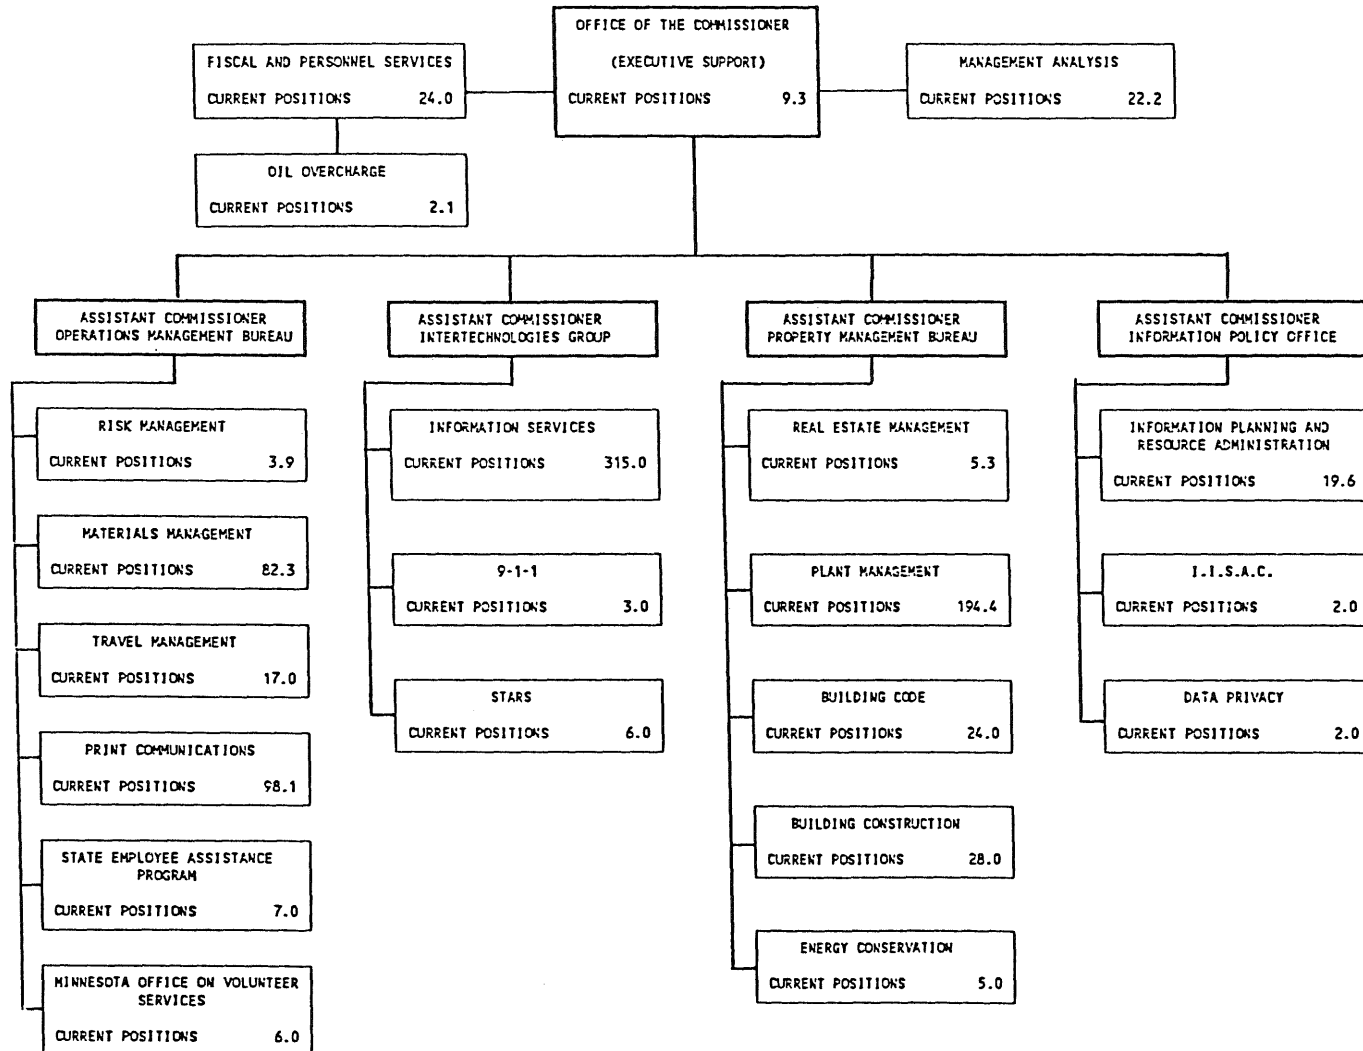 OFFICE OF THE COMMISSIONER
(EXECUTIVE SUPPORT)
CURRENT POSITIONS 9.3
FISCAL AND PERSONNEL SERVICES
CURRENT POSITIONS 24.0
MANAGEMENT ANALYSIS
CURRENT POSITIONS 22.2
OIL OVERCHARGE
CURRENT POSITIONS 2.1
ASSISTANT COMMISSIONER
OPERATIONS MANAGEMENT BUREAU
RISK MANAGEMENT
CURRENT POSITIONS 3.9
MATERIALS MANAGEMENT
CURRENT POSITIONS 82.3
TRAVEL MANAGEMENT
CURRENT POSITIONS 17.0
PRINT COMMUNICATIONS
CURRENT POSITIONS 98.1
STATE EMPLOYEE ASSISTANCE
PROGRAM
CURRENT POSITIONS 7.0
MINNESOTA OFFICE ON VOLUNTEER
SERVICES
CURRENT POSITIONS 6.0
ASSISTANT COMMISSIONER
INTERTECHNOLOGIES GROUP
INFORMATION SERVICES
CURRENT POSITIONS 315.0
9-1-1
CURRENT POSITIONS 3.0
STARS
CURRENT POSITIONS 6.0
ASSISTANT COMMISSIONER
PROPERTY MANAGEMENT BUREAU
REAL ESTATE MANAGEMENT
CURRENT POSITIONS 5.3
PLANT MANAGEMENT
CURRENT POSITIONS 194.4
BUILDING CODE
CURRENT POSITIONS 24.0
BUILDING CONSTRUCTION
CURRENT POSITIONS 28.0
ENERGY CONSERVATION
CURRENT POSITIONS 5.0
ASSISTANT COMMISSIONER
INFORMATION POLICY OFFICE
INFORMATION PLANNING AND
RESOURCE ADMINISTRATION
CURRENT POSITIONS 19.6
I.I.S.A.C.
CURRENT POSITIONS 2.0
DATA PRIVACY
CURRENT POSITIONS 2.0